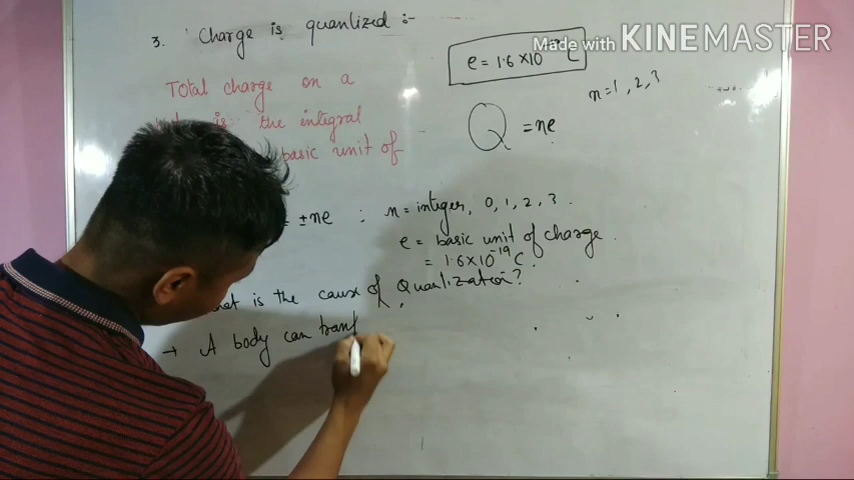 Made with KINEMASTER
3. Charge is quantized :-
e = 1.6 × 10 C
n = 1, 2, 3
Total charge on a
is the integral
basic unit of
Q = ne
= ±ne ; n = integer, 0, 1, 2, 3.
e = basic unit of charge.
= 1.6 × 10⁻¹⁹ C.
is the cause of Quantization?
→ A body can transf